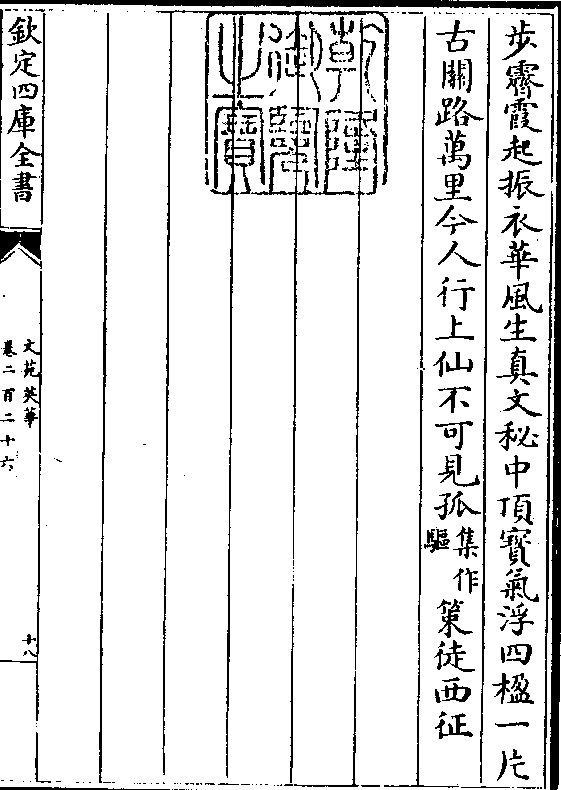 步霽霞起振衣華風生真文秘中頂寶氣浮四楹一片
古關路萬里今人行上仙不可見孤集作驅策徒西征
乾隆御覽之寶
欽定四庫全書
文苑英華
卷二百二十六
十八